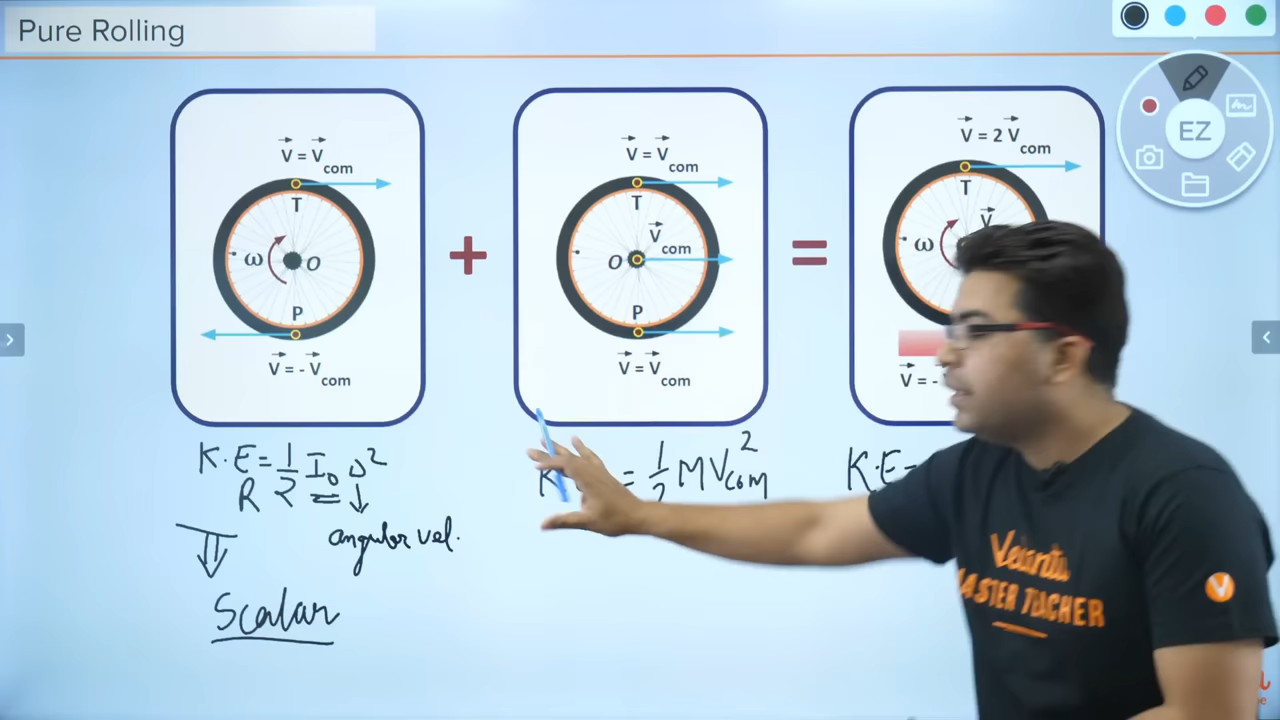 Pure Rolling
EZ
V = V com
T
ω
O
P
V = - V com
+
V = V com
T
V com
O
P
V = V com
=
V = 2 V com
T
V
ω
V = -
K.E = 1/2 I₀ ω²
R
angular vel.
Scalar
K = 1/2 MV²com
K.E =
Vedantu
MASTER TEACHER
V